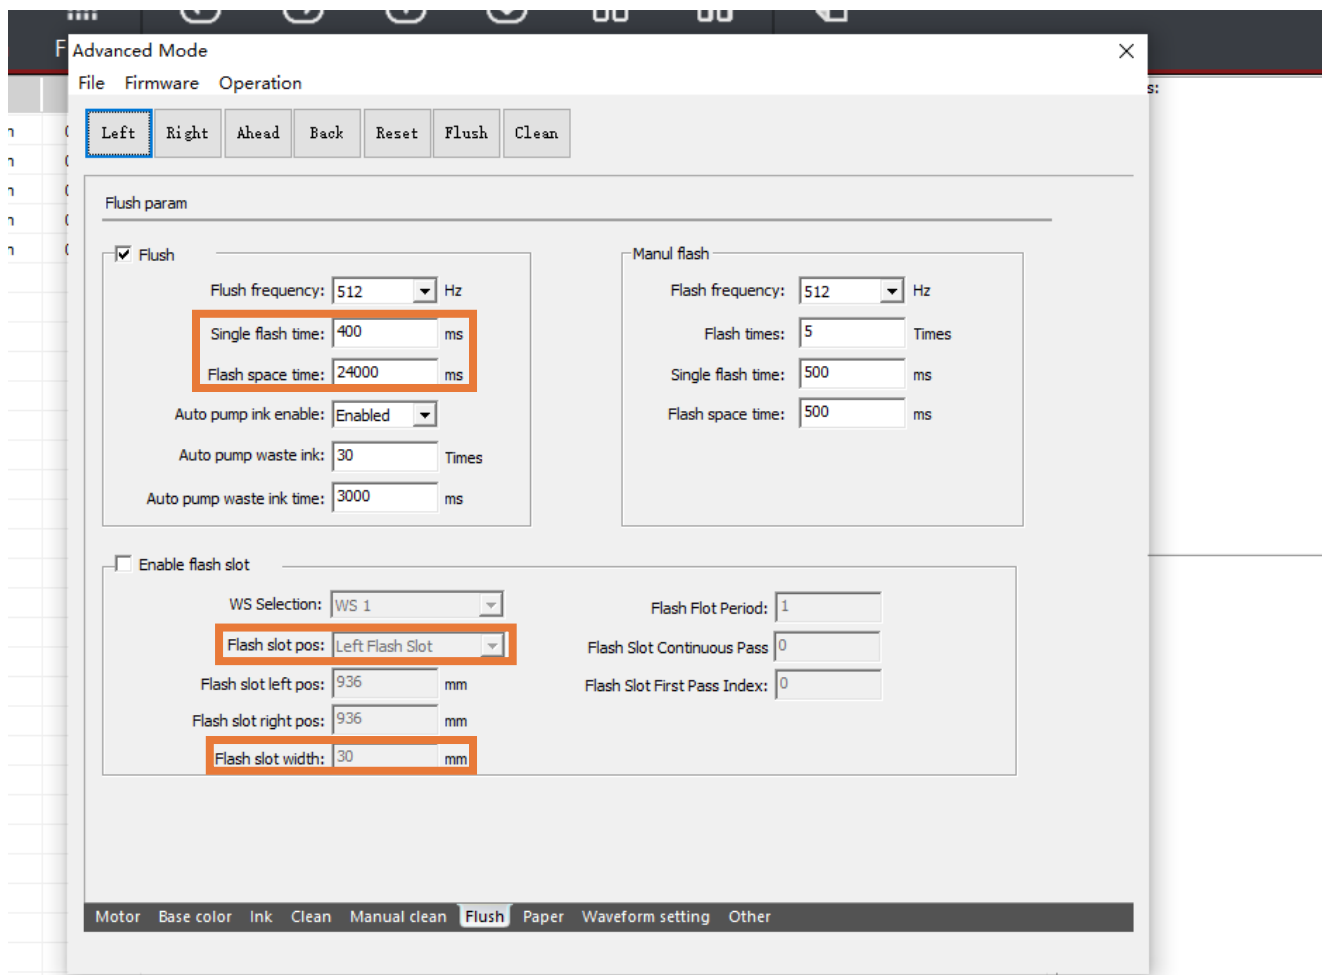 F
Advanced Mode
File Firmware Operation
s:
Left Right Ahead Back Reset Flush Clean
Flush param
Flush
Flush frequency: 512 Hz
Single flash time: 400 ms
Flash space time: 24000 ms
Auto pump ink enable: Enabled
Auto pump waste ink: 30 Times
Auto pump waste ink time: 3000 ms
Manul flash
Flash frequency: 512 Hz
Flash times: 5 Times
Single flash time: 500 ms
Flash space time: 500 ms
Enable flash slot
WS Selection: WS 1
Flash slot pos: Left Flash Slot
Flash slot left pos: 936 mm
Flash slot right pos: 936 mm
Flash slot width: 30 mm
Flash Flot Period: 1
Flash Slot Continuous Pass 0
Flash Slot First Pass Index: 0
Motor Base color Ink Clean Manual clean Flush Paper Waveform setting Other